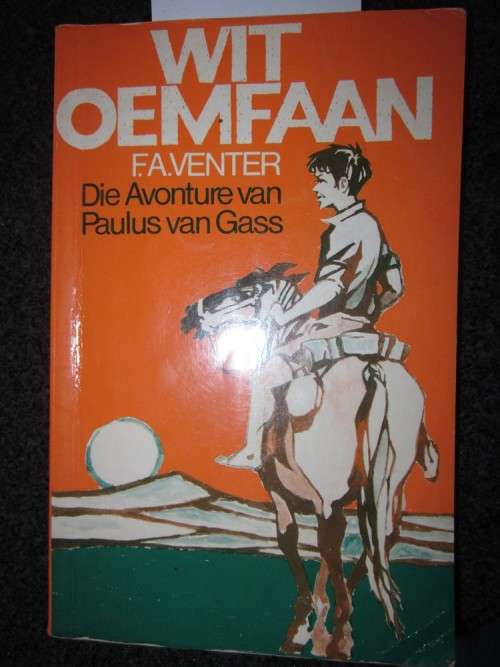 WIT
OEMFAAN
F.A.VENTER
Die Avonture van
Paulus van Gass